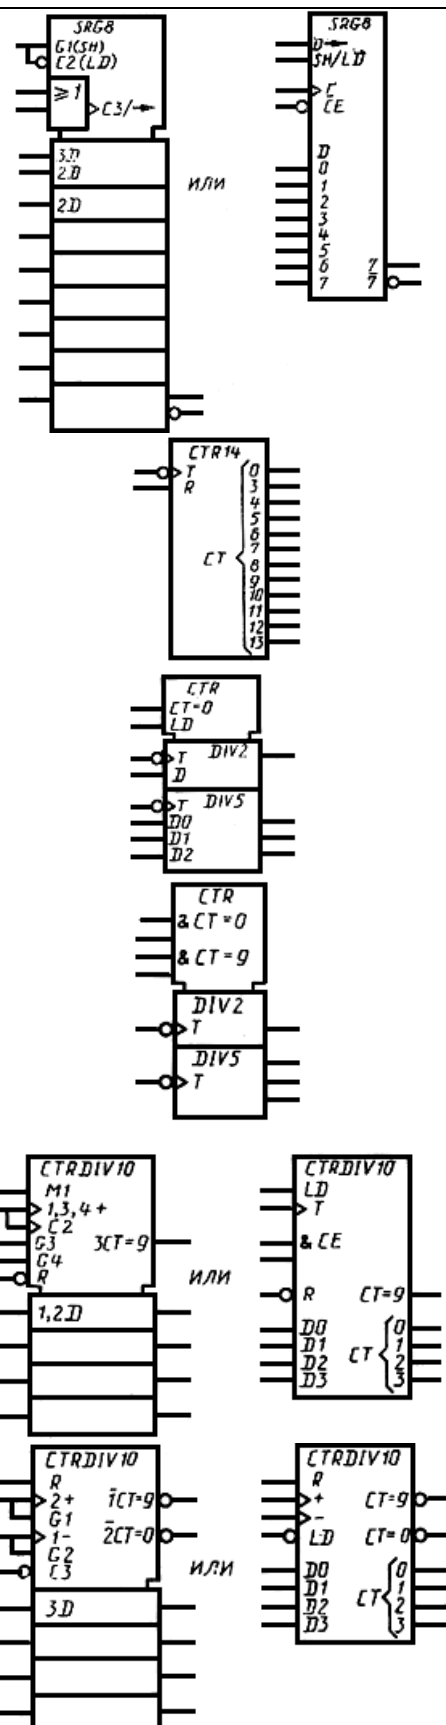 SRG8
G1(SH)
C2(LD)
≥1
C3/→
3D
2D
2D
ИЛИ
SRG8
D→
SH/LD
C
CE
D
0
1
2
3
4
5
6
7
7
7̅
CTR14
T
R
CT
0
3
4
5
6
7
8
9
10
11
12
13
CTR
CT=0
LD
T
DIV2
D
T
DIV5
D0
D1
D2
CTR
& CT=0
& CT=9
DIV2
T
DIV5
T
CTRDIV10
M1
1,3,4+
C2
G3
3CT=9
G4
R
1,2D
ИЛИ
CTRDIV10
LD
T
& CE
R
CT=9
D0
D1
D2
D3
CT
0
1
2
3
CTRDIV10
R
2+
1̅CT=9
G1
1-
2̅CT=0
G2
C3
3D
ИЛИ
CTRDIV10
R
+
CT=9
-
LD
CT=0
D0
D1
D2
D3
CT
0
1
2
3